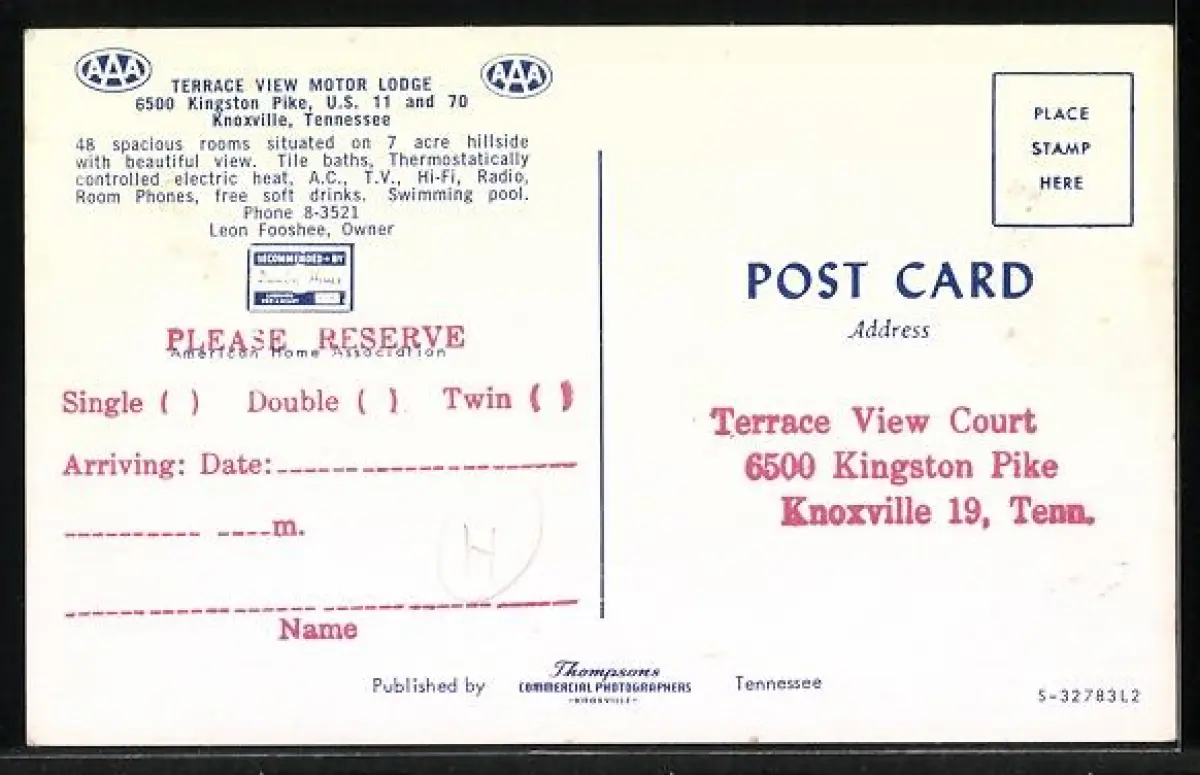 AAA
AAA
TERRACE VIEW MOTOR LODGE
6500 Kingston Pike, U.S. 11 and 70
Knoxville, Tennessee
48 spacious rooms situated on 7 acre hillside
with beautiful view. Tile baths, Thermostatically
controlled electric heat, A.C., T.V., Hi-Fi, Radio,
Room Phones, free soft drinks. Swimming pool.
Phone 8-3521
Leon Fooshee, Owner
RECOMMENDED BY
PLEASE RESERVE
American Home Association
Single ( ) Double ( ) Twin ( )
Arriving: Date:
m.
H
Name
PLACE
STAMP
HERE
POST CARD
Address
Terrace View Court
6500 Kingston Pike
Knoxville 19, Tenn.
Published by Thompsons Tennessee
COMMERCIAL PHOTOGRAPHERS
-KNOXVILLE-
S-32783L2